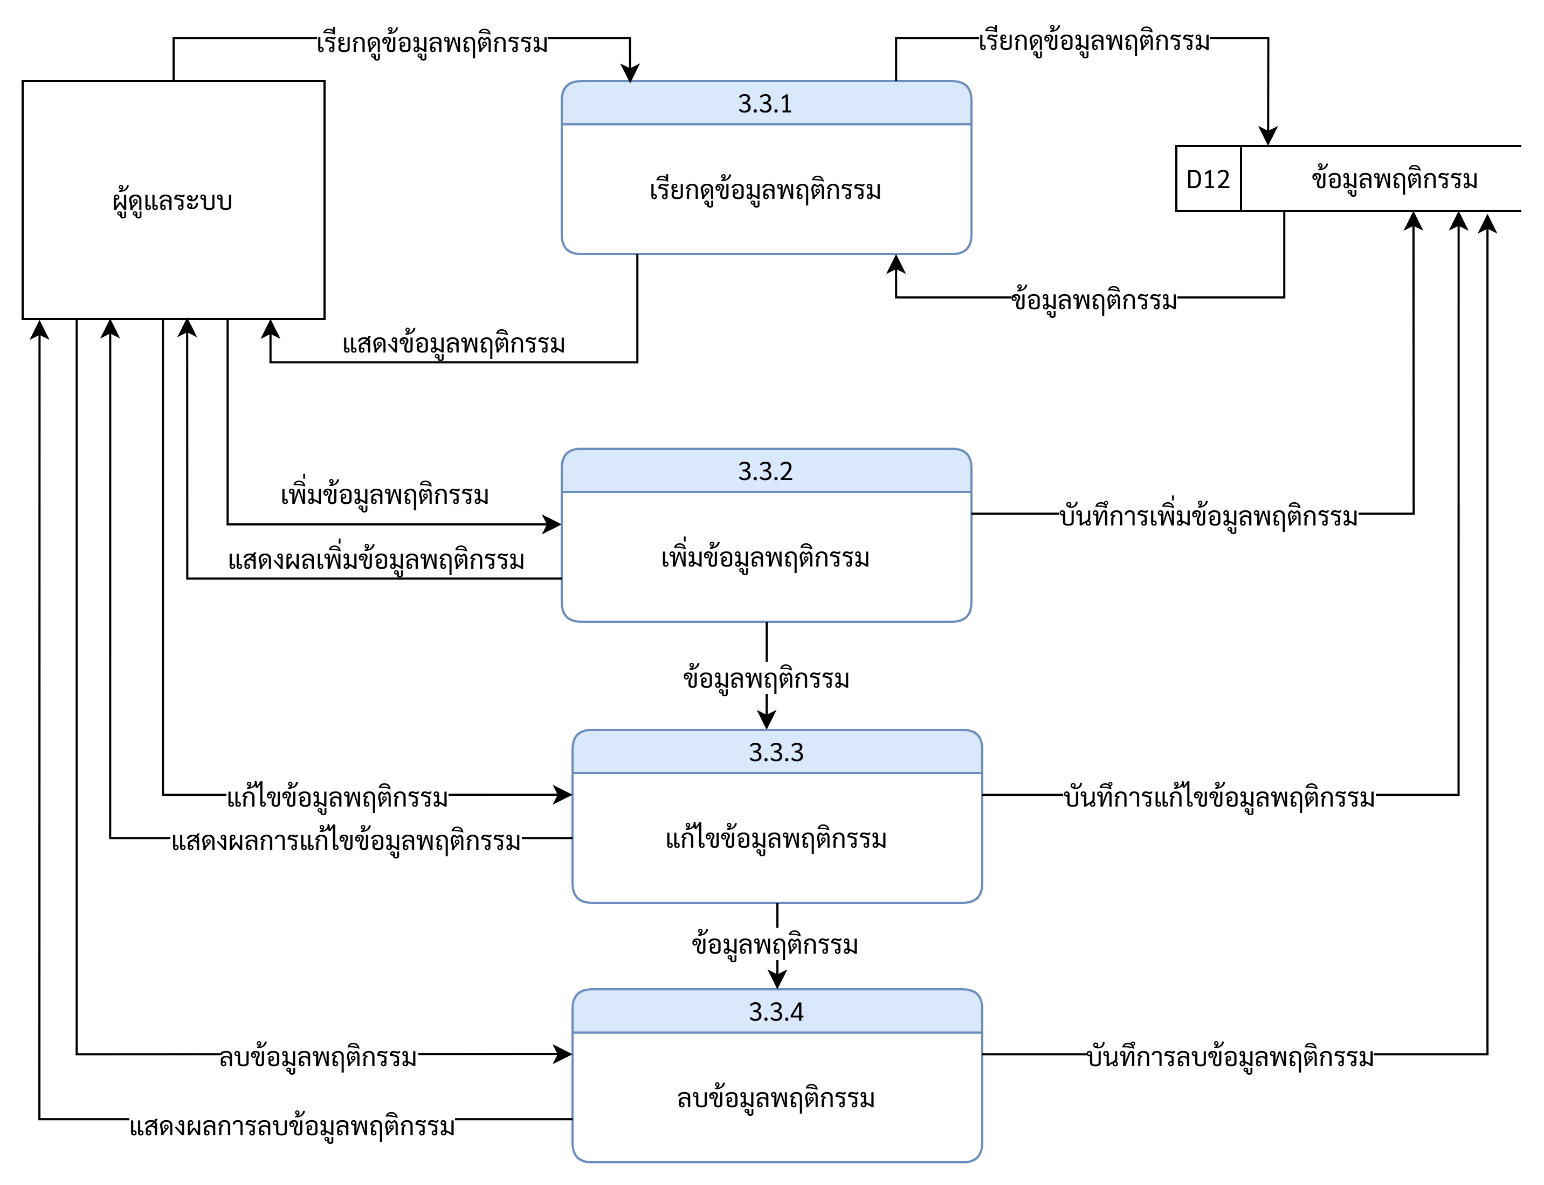 เรียกดูข้อมูลพฤติกรรม
เรียกดูข้อมูลพฤติกรรม
3.3.1
เรียกดูข้อมูลพฤติกรรม
ผู้ดูแลระบบ
D12
ข้อมูลพฤติกรรม
ข้อมูลพฤติกรรม
แสดงข้อมูลพฤติกรรม
3.3.2
เพิ่มข้อมูลพฤติกรรม
บันทึการเพิ่มข้อมูลพฤติกรรม
แสดงผลเพิ่มข้อมูลพฤติกรรม
เพิ่มข้อมูลพฤติกรรม
ข้อมูลพฤติกรรม
3.3.3
แก้ไขข้อมูลพฤติกรรม
บันทึการแก้ไขข้อมูลพฤติกรรม
แสดงผลการแก้ไขข้อมูลพฤติกรรม
แก้ไขข้อมูลพฤติกรรม
ข้อมูลพฤติกรรม
3.3.4
ลบข้อมูลพฤติกรรม
บันทึการลบข้อมูลพฤติกรรม
ลบข้อมูลพฤติกรรม
แสดงผลการลบข้อมูลพฤติกรรม